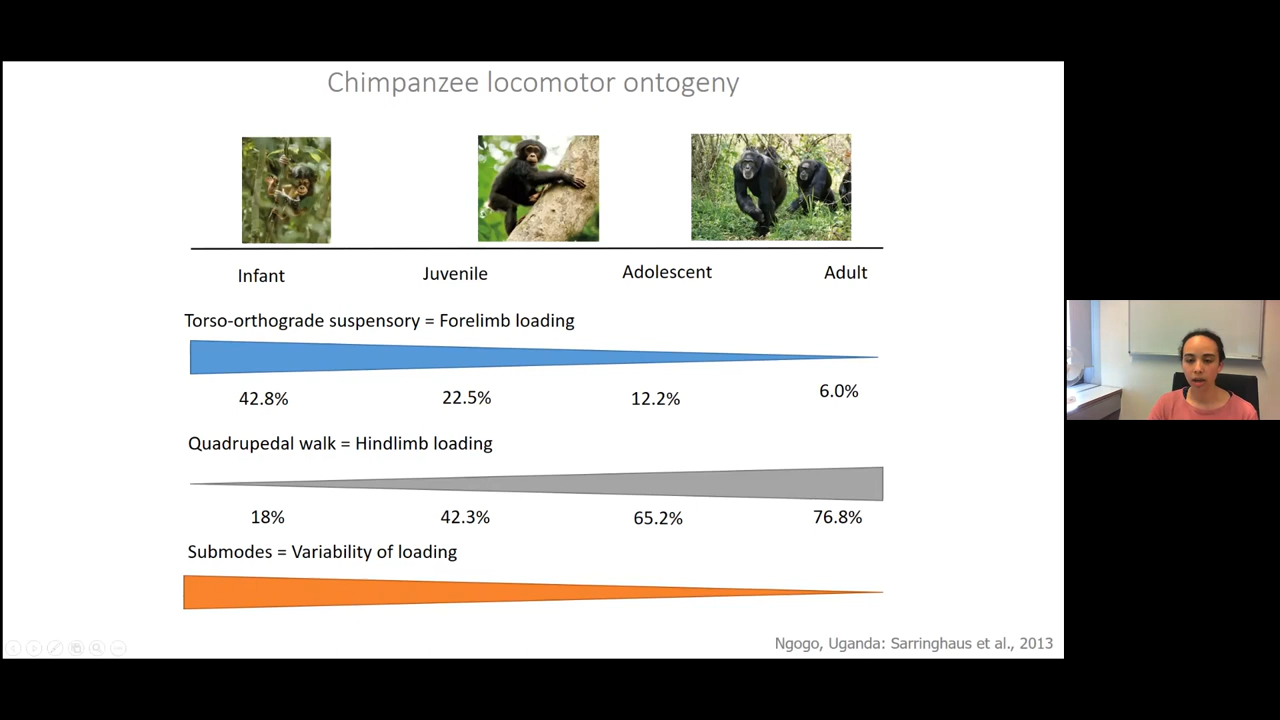 Chimpanzee locomotor ontogeny
Infant
Juvenile
Adolescent
Adult
Torso-orthograde suspensory = Forelimb loading
42.8%
22.5%
12.2%
6.0%
Quadrupedal walk = Hindlimb loading
18%
42.3%
65.2%
76.8%
Submodes = Variability of loading
Ngogo, Uganda: Sarringhaus et al., 2013